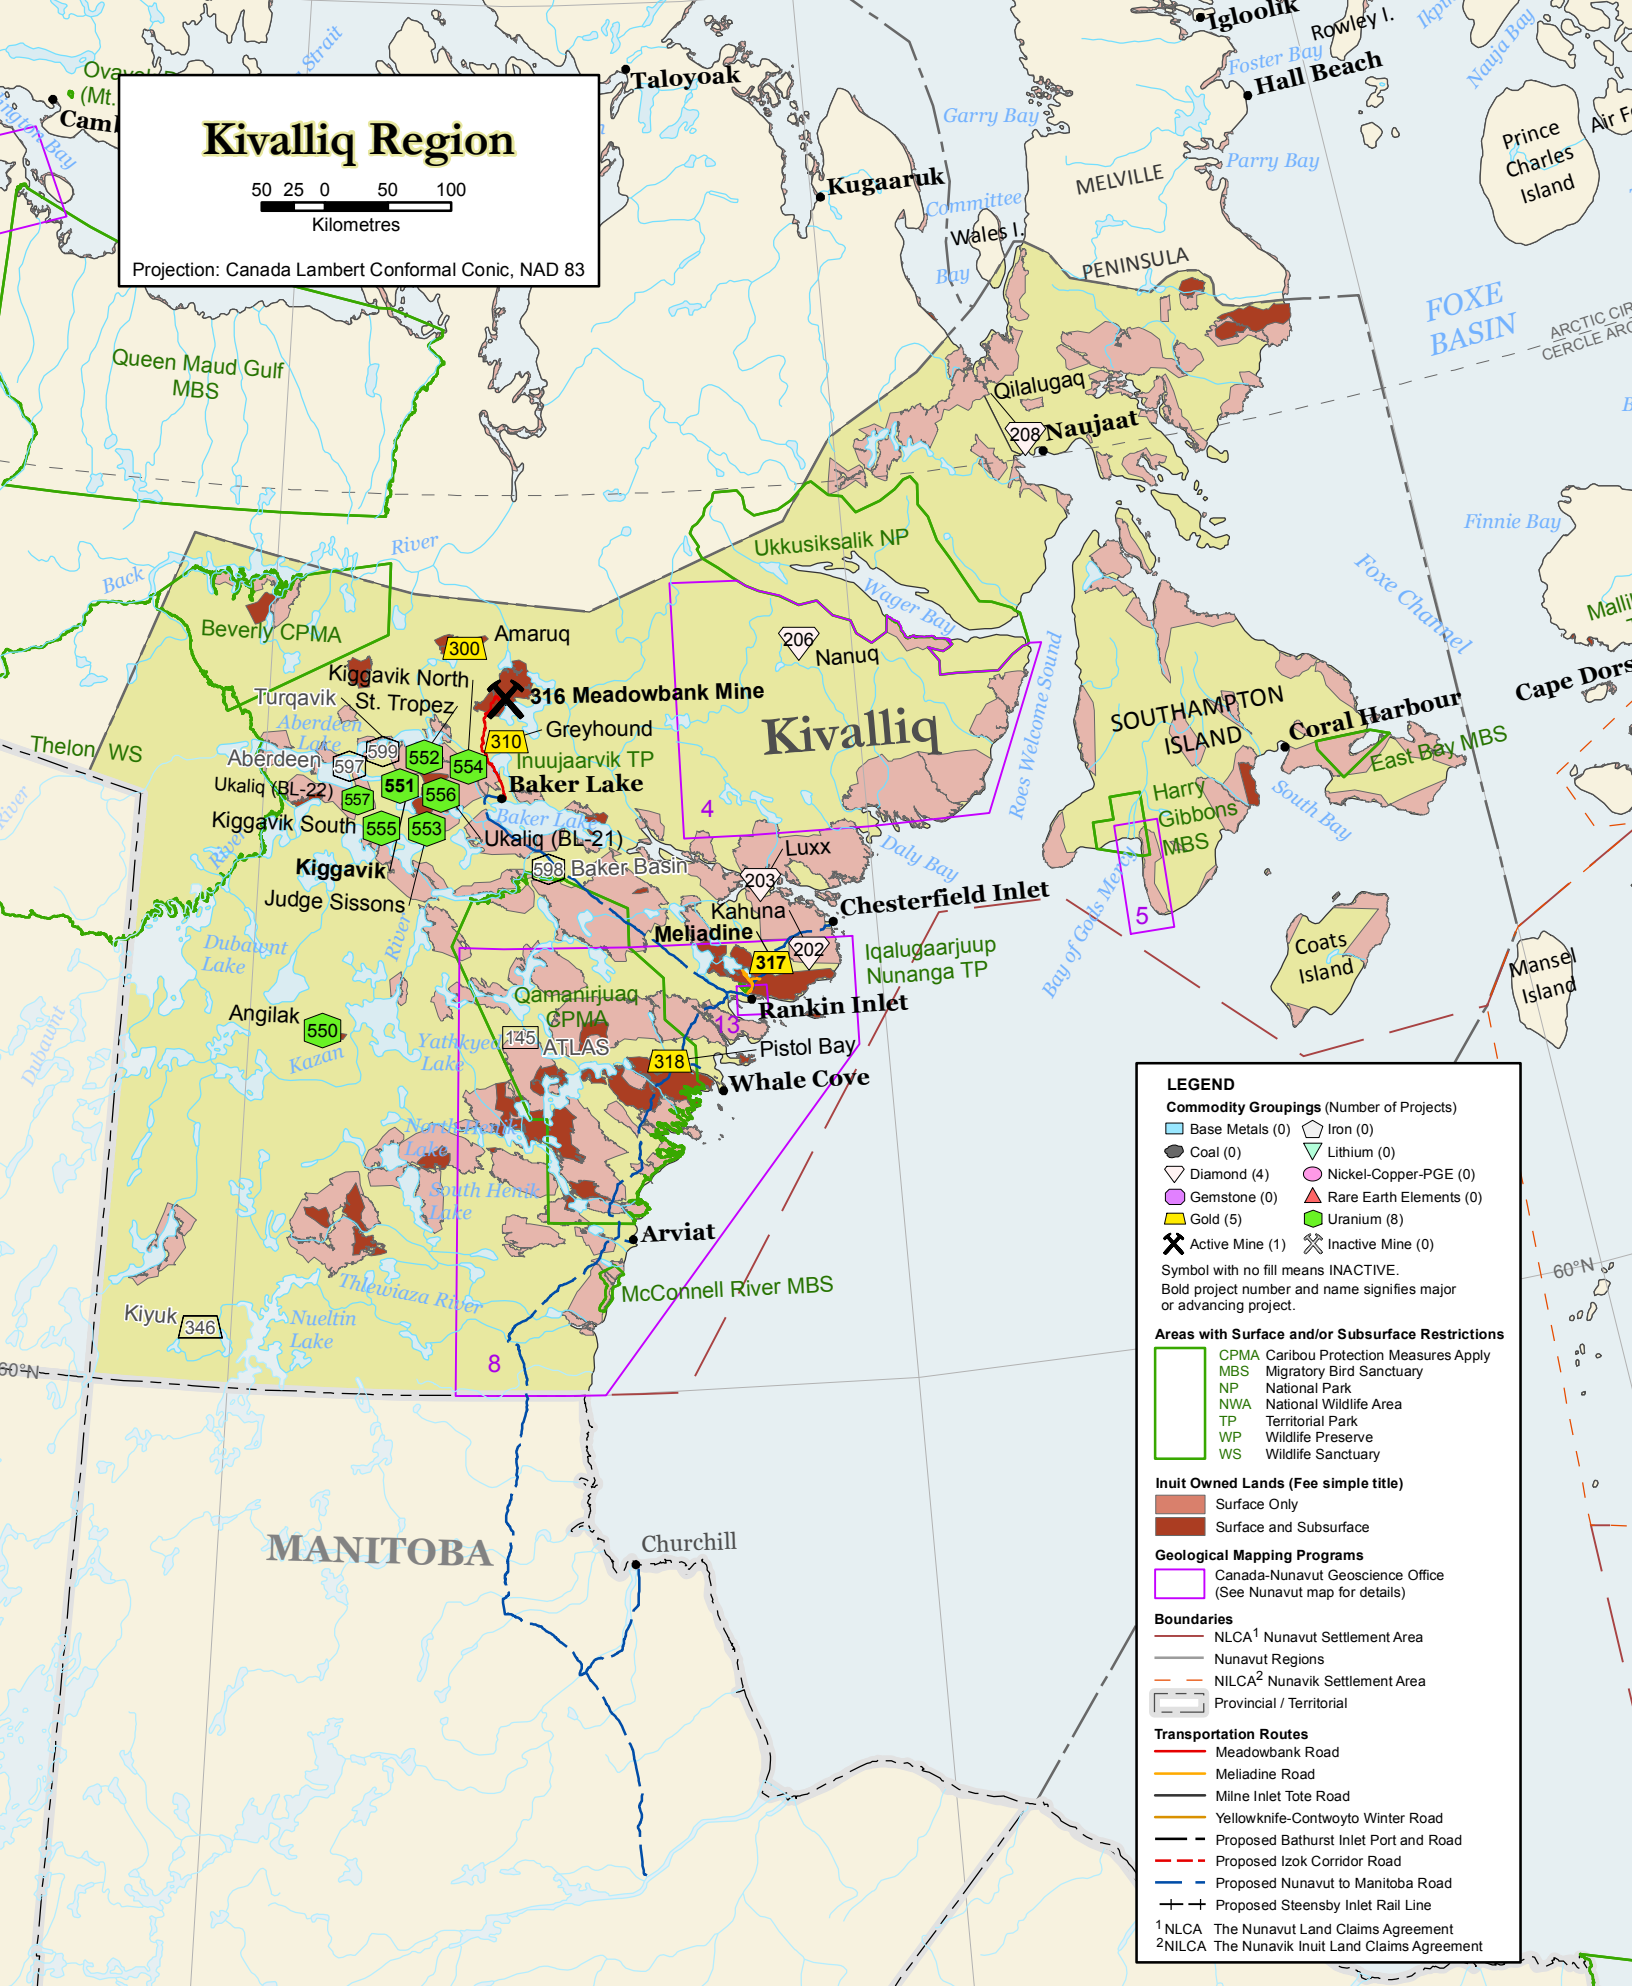 Kivalliq Region
50 25 0 50 100
Kilometres
Projection: Canada Lambert Conformal Conic, NAD 83
Strait
Taloyoak
Igloolik
Rowley I.
Nauja Bay
Foster Bay
Hall Beach
Garry Bay
Parry Bay
Prince
Charles
Island
Kugaaruk
MELVILLE
PENINSULA
Committee
Bay
Wales I.
FOXE
BASIN
Queen Maud Gulf
MBS
Qilalugaq
208
Naujaat
Finnie Bay
Foxe Channel
Back
River
Ukkusiksalik NP
Wager Bay
Beverly CPMA
300
Amaruq
206
Nanuq
Kiggavik North
St. Tropez
Turqavik
316 Meadowbank Mine
Kivalliq
Roes Welcome Sound
SOUTHAMPTON
ISLAND
Coral Harbour
East Bay MBS
South Bay
Thelon WS
Aberdeen
Lake
Aberdeen
599
597
552
554
310
Greyhound
Inuujaarvik TP
Baker Lake
Ukaliq (BL-22)
557
551
556
Baker Lake
4
Kiggavik South
555
553
Ukaliq (BL-21)
Harry
Gibbons
MBS
Bay of Gods Mercy
5
Kiggavik
598
Baker Basin
Judge Sissons
Luxx
203
Daly Bay
Kahuna
Meliadine
Chesterfield Inlet
202
317
Iqalugaarjuup
Nunanga TP
Rankin Inlet
13
Dubawnt
Lake
River
River
Coats
Island
Mansel
Island
Dubawnt
River
Angilak
550
Kazan
Yathkyed
Lake
Qamanirjuaq
CPMA
145
ATLAS
318
Pistol Bay
Whale Cove
North Henik
Lake
South Henik
Lake
Arviat
McConnell River MBS
Thlewiaza River
Nueltin
Lake
Kiyuk
346
8
60°N
60°N
MANITOBA
Churchill
LEGEND
Commodity Groupings (Number of Projects)
Base Metals (0) Iron (0)
Coal (0) Lithium (0)
Diamond (4) Nickel-Copper-PGE (0)
Gemstone (0) Rare Earth Elements (0)
Gold (5) Uranium (8)
Active Mine (1) Inactive Mine (0)
Symbol with no fill means INACTIVE.
Bold project number and name signifies major
or advancing project.
Areas with Surface and/or Subsurface Restrictions
CPMA Caribou Protection Measures Apply
MBS Migratory Bird Sanctuary
NP National Park
NWA National Wildlife Area
TP Territorial Park
WP Wildlife Preserve
WS Wildlife Sanctuary
Inuit Owned Lands (Fee simple title)
Surface Only
Surface and Subsurface
Geological Mapping Programs
Canada-Nunavut Geoscience Office
(See Nunavut map for details)
Boundaries
NLCA1 Nunavut Settlement Area
Nunavut Regions
NILCA2 Nunavik Settlement Area
Provincial / Territorial
Transportation Routes
Meadowbank Road
Meliadine Road
Milne Inlet Tote Road
Yellowknife-Contwoyto Winter Road
Proposed Bathurst Inlet Port and Road
Proposed Izok Corridor Road
Proposed Nunavut to Manitoba Road
Proposed Steensby Inlet Rail Line
1NLCA The Nunavut Land Claims Agreement
2NILCA The Nunavik Inuit Land Claims Agreement